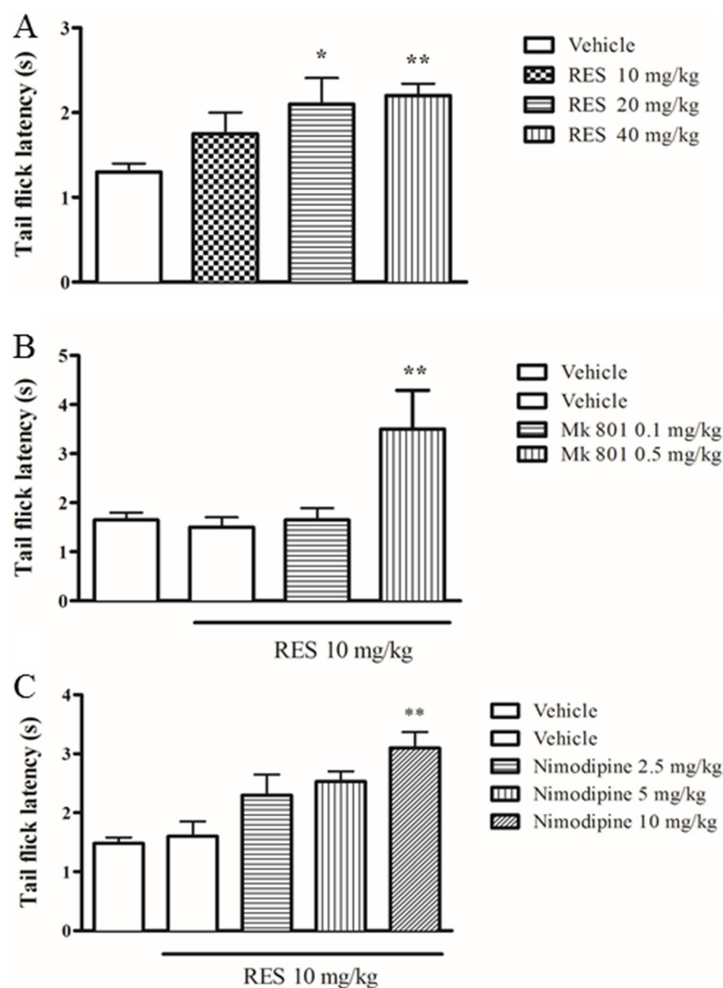 A
Tail flick latency (s)
3
2
1
0
*
**
Vehicle
RES 10 mg/kg
RES 20 mg/kg
RES 40 mg/kg
B
Tail flick latency (s)
5
4
3
2
1
0
**
Vehicle
Vehicle
Mk 801 0.1 mg/kg
Mk 801 0.5 mg/kg
RES 10 mg/kg
C
Tail flick latency (s)
4
3
2
1
0
**
Vehicle
Vehicle
Nimodipine 2.5 mg/kg
Nimodipine 5 mg/kg
Nimodipine 10 mg/kg
RES 10 mg/kg